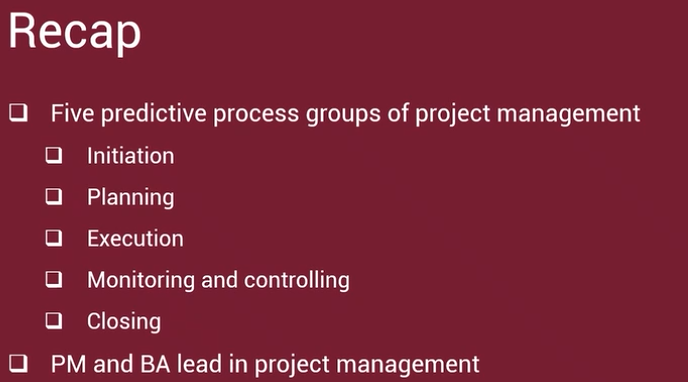 Recap
❑ Five predictive process groups of project management
❑ Initiation
❑ Planning
❑ Execution
❑ Monitoring and controlling
❑ Closing
❑ PM and BA lead in project management